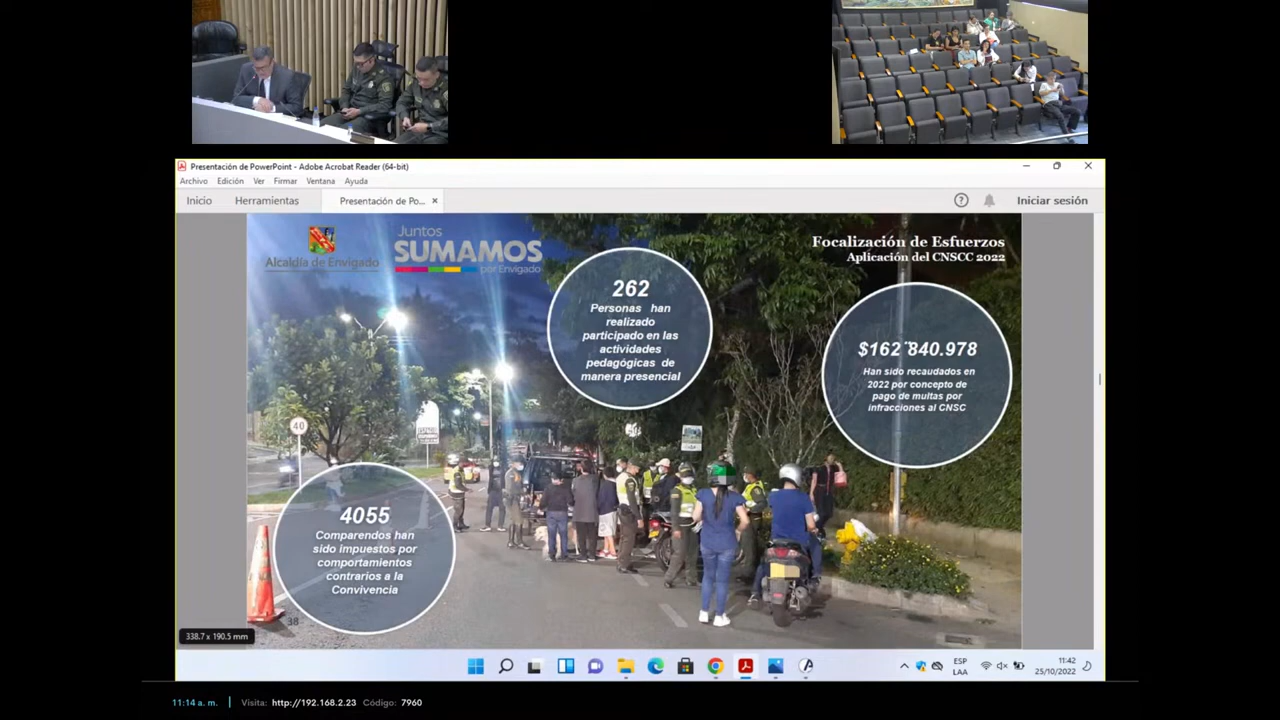 Presentación de PowerPoint - Adobe Acrobat Reader (64-bit)
Archivo Edición Ver Firmar Ventana Ayuda
Inicio Herramientas Presentación de Po... × Iniciar sesión
Alcaldía de Envigado
Juntos
SUMAMOS
por Envigado
Focalización de Esfuerzos
Aplicación del CNSCC 2022
262
Personas han
realizado
participado en las
actividades
pedagógicas de
manera presencial
$162¨840.978
Han sido recaudados en
2022 por concepto de
pago de multas por
infracciones al CNSC
40
4055
Comparendos han
sido impuestos por
comportamientos
contrarios a la
Convivencia
38
338.7 x 190.5 mm
ESP
LAA
11:42
25/10/2022
11:14 a. m. | Visita: http://192.168.2.23 Código: 7960